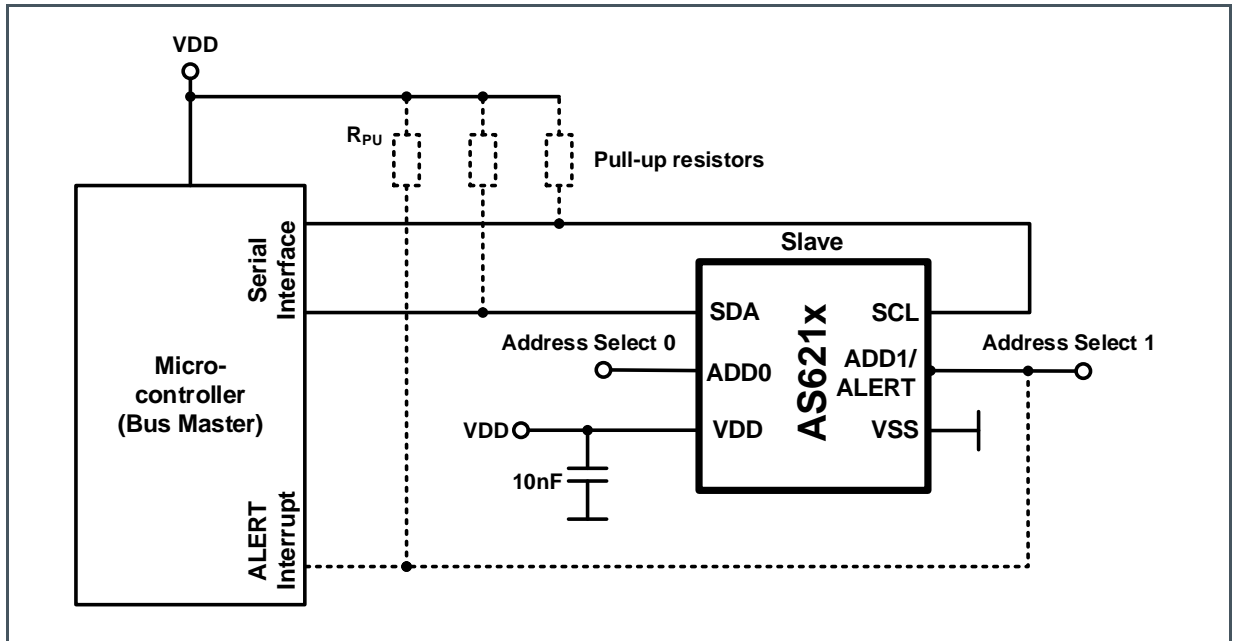 VDD
R_PU
Pull-up resistors
Serial
Interface
Slave
SDA
SCL
Address Select 0
ADD0
ADD1/
ALERT
Address Select 1
AS621x
Micro-
controller
(Bus Master)
VDD
VDD
VSS
10nF
ALERT
Interrupt